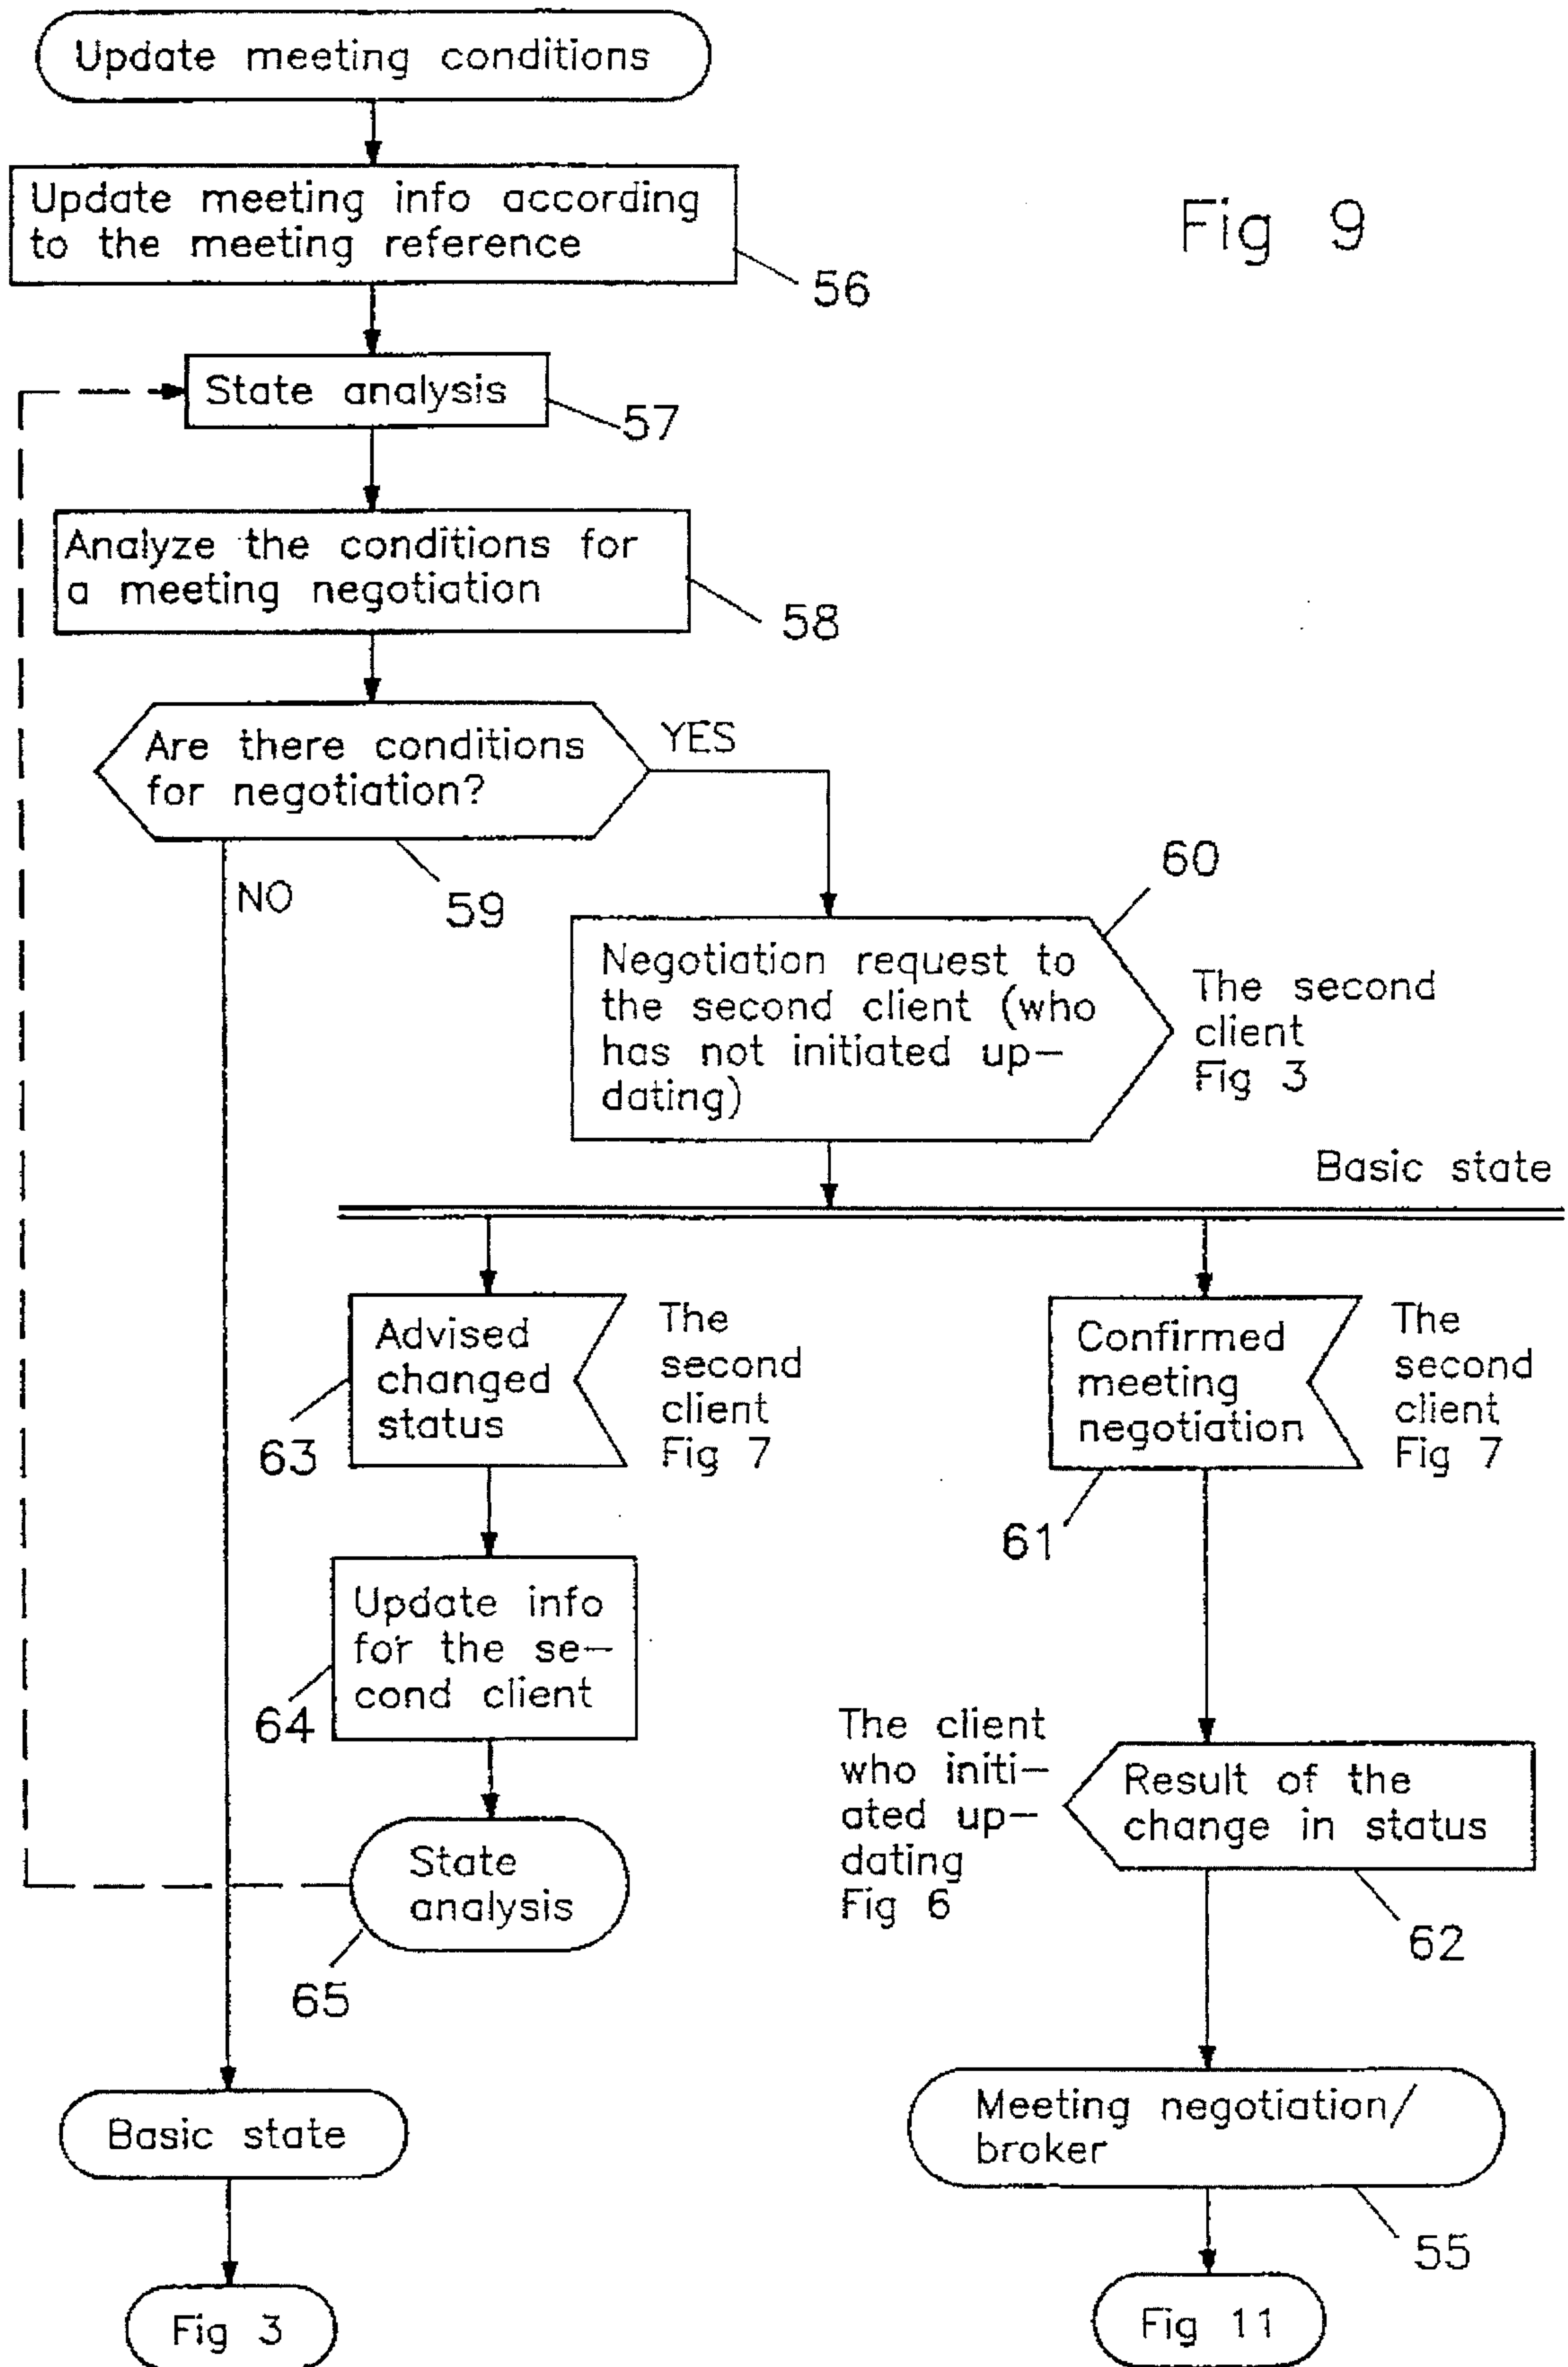 Update meeting conditions
Update meeting info according
to the meeting reference
Fig 9
56
State analysis
57
Analyze the conditions for
a meeting negotiation
58
Are there conditions
for negotiation?
YES
NO
59
60
Negotiation request to
the second client (who
has not initiated up-
dating)
The second
client
Fig 3
Basic state
Advised
changed
status
The
second
client
Fig 7
63
Confirmed
meeting
negotiation
The
second
client
Fig 7
61
Update info
for the se-
cond client
64
The client
who initi-
ated up-
dating
Fig 6
Result of the
change in status
62
State
analysis
65
Basic state
Meeting negotiation/
broker
55
Fig 3
Fig 11